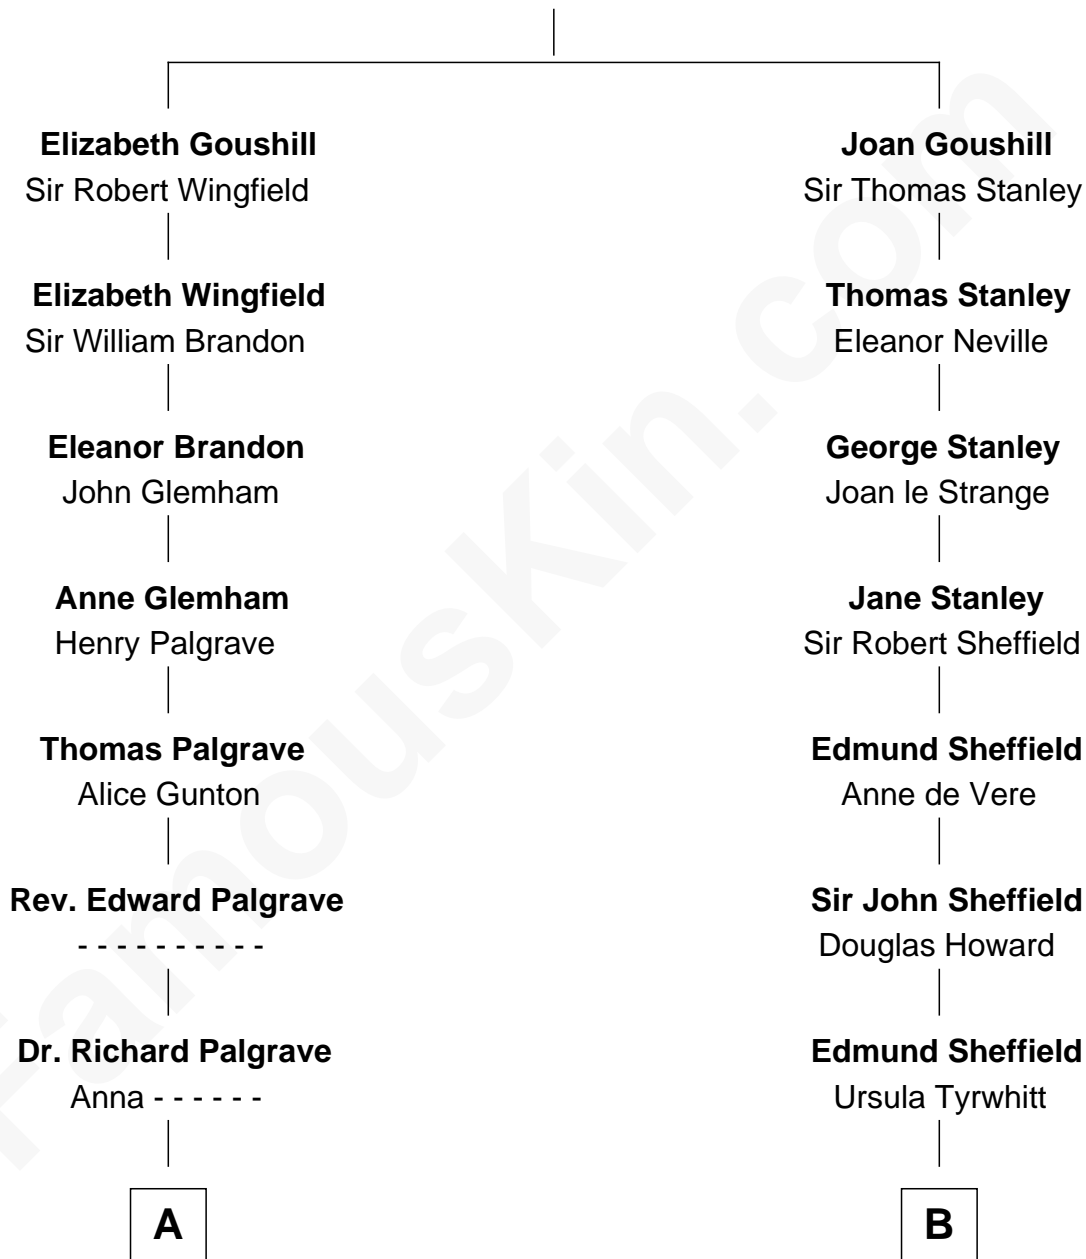 Elizabeth Goushill
Sir Robert Wingfield
Elizabeth Wingfield
Sir William Brandon
Eleanor Brandon
John Glemham
Anne Glemham
Henry Palgrave
Thomas Palgrave
Alice Gunton
Rev. Edward Palgrave
- - - - - - - - - -
Dr. Richard Palgrave
Anna - - - - - -
A
Joan Goushill
Sir Thomas Stanley
Thomas Stanley
Eleanor Neville
George Stanley
Joan le Strange
Jane Stanley
Sir Robert Sheffield
Edmund Sheffield
Anne de Vere
Sir John Sheffield
Douglas Howard
Edmund Sheffield
Ursula Tyrwhitt
B
FamousKin.com